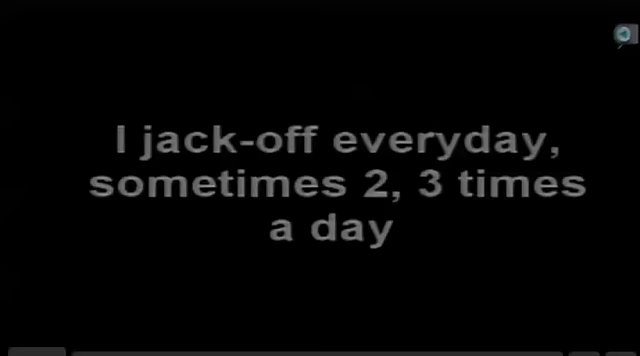 I jack-off everyday,
sometimes 2, 3 times
a day